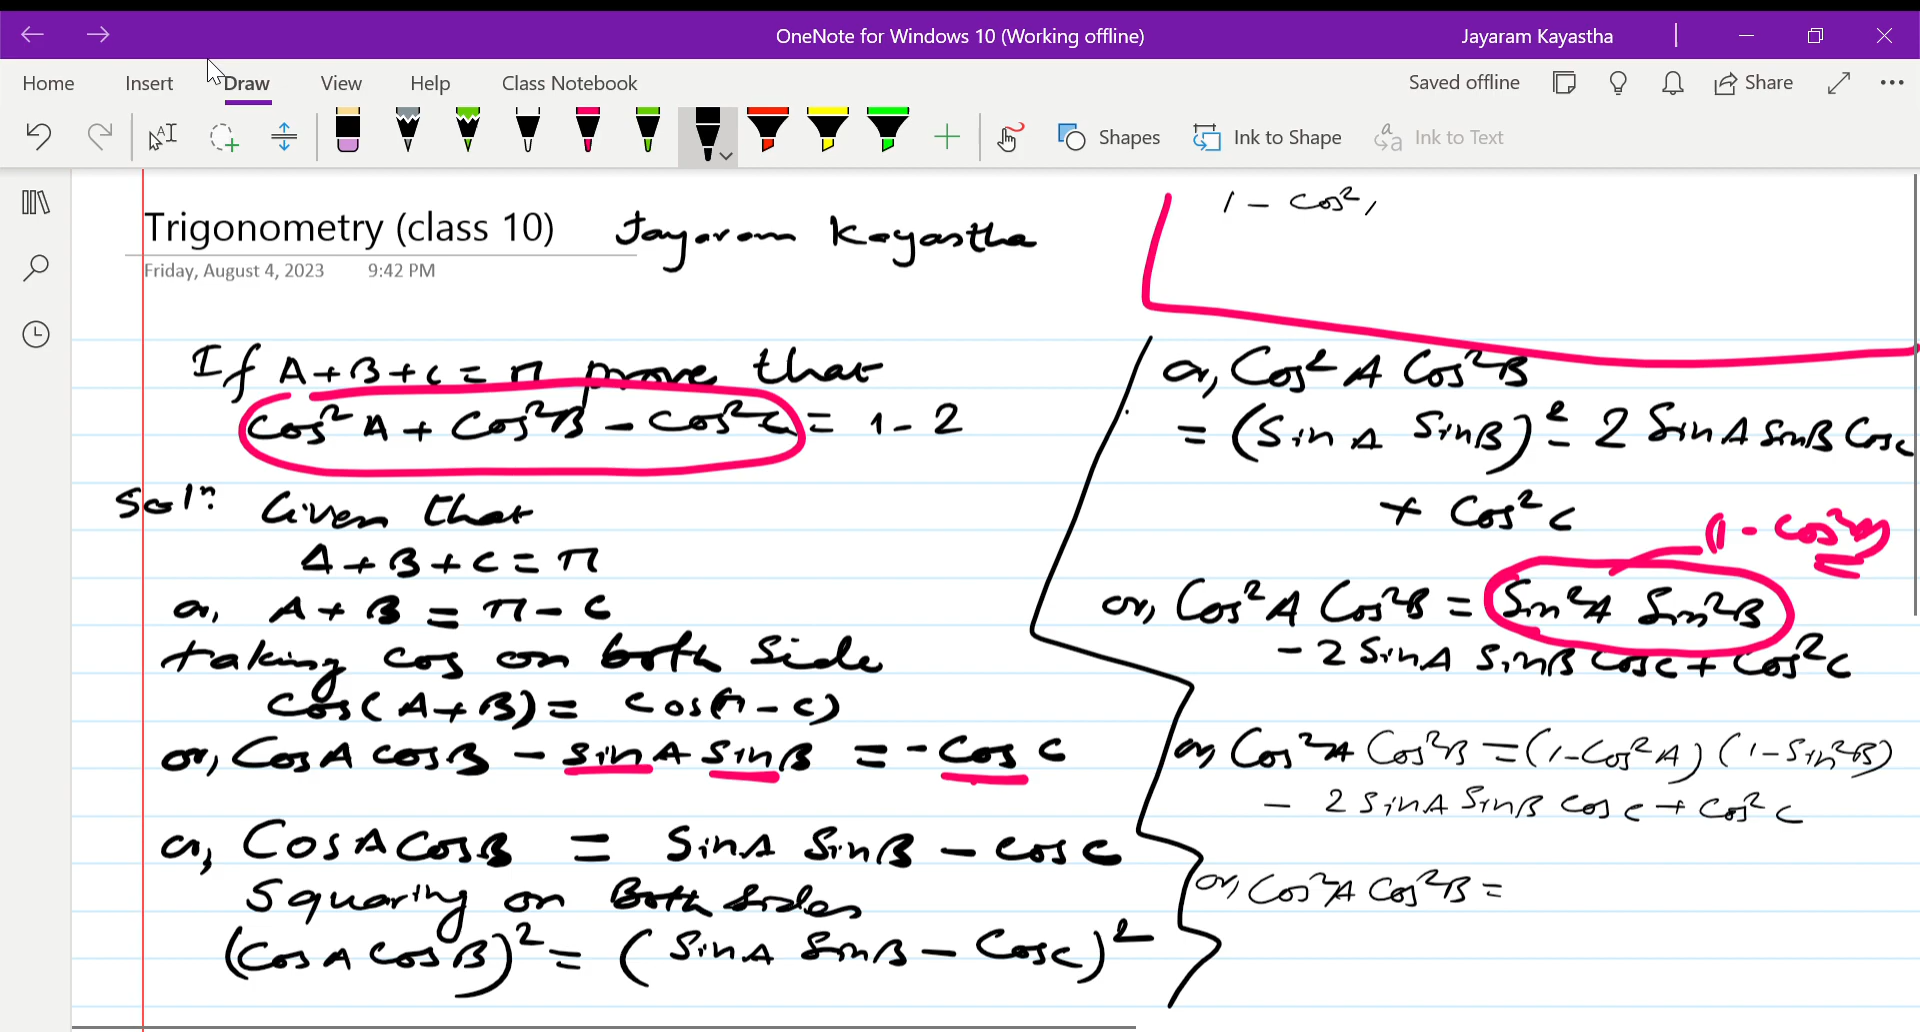 OneNote for Windows 10 (Working offline)
Jayaram Kayastha
Home Insert Draw View Help Class Notebook
Saved offline Share
Shapes Ink to Shape Ink to Text
Trigonometry (class 10) Jayaram Kayastha
Friday, August 4, 2023 9:42 PM
If A+B+C = π prove that
Cos²A + Cos²B - Cos²C = 1 - 2
Solⁿ: Given that
A+B+C = π
or, A+B = π - C
taking cos on both side
Cos(A+B) = Cos(π - C)
or, CosA cosB - sinA SinB = - Cos C
or, CosA CosB = SinA SinB - cos C
Squaring on Both Sides
(CosA CosB)² = (SinA SinB - CosC)²
1 - Cos²
or, Cos²A Cos²B
= (SinA SinB)² - 2 SinA SinB Cosc
+ Cos²C
(1 - Cos²B)
or, Cos²A Cos²B = Sin²A Sin²B
- 2 SinA SinB CosC + Cos²C
or, Cos²A Cos²B = (1 - Cos²A) (1 - Sin²B)
- 2 SinA SinB Cos C + Cos²C
or, Cos²A Cos²B =